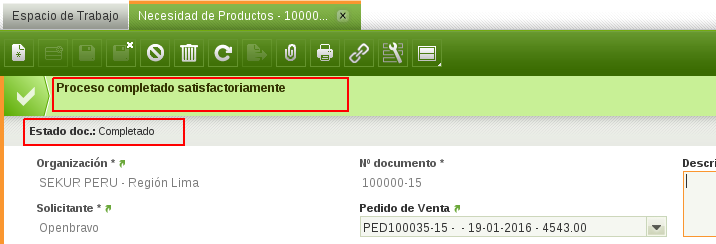 Espacio de Trabajo
Necesidad de Productos - 10000...
Proceso completado satisfactoriamente
Estado doc.: Completado
Organización * Nº documento *
SEKUR PERU - Región Lima 100000-15
Solicitante * Pedido de Venta
Openbravo PED100035-15 - - 19-01-2016 - 4543.00